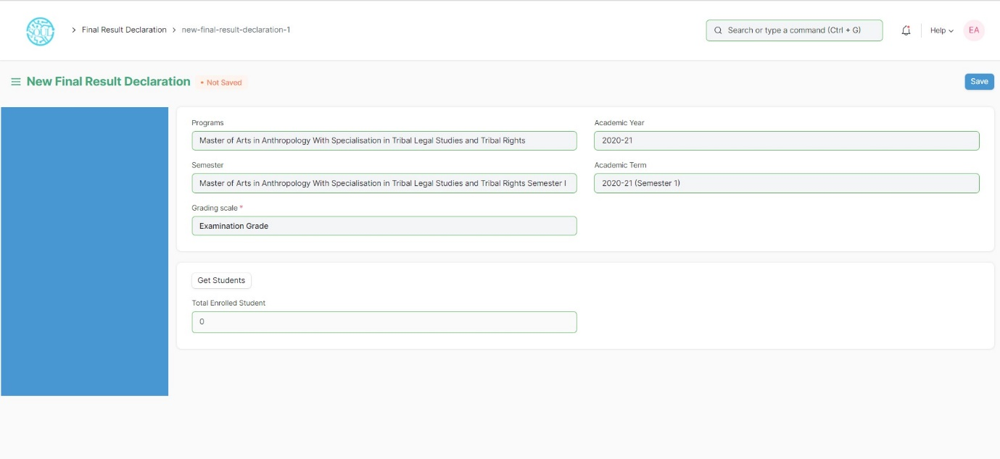 SOUL
Final Result Declaration
new-final-result-declaration-1
Search or type a command (Ctrl + G)
Help
EA
New Final Result Declaration
• Not Saved
Save
Programs
Academic Year
Master of Arts in Anthropology With Specialisation in Tribal Legal Studies and Tribal Rights
2020-21
Semester
Academic Term
Master of Arts in Anthropology With Specialisation in Tribal Legal Studies and Tribal Rights Semester I
2020-21 (Semester 1)
Grading scale *
Examination Grade
Get Students
Total Enrolled Student
0